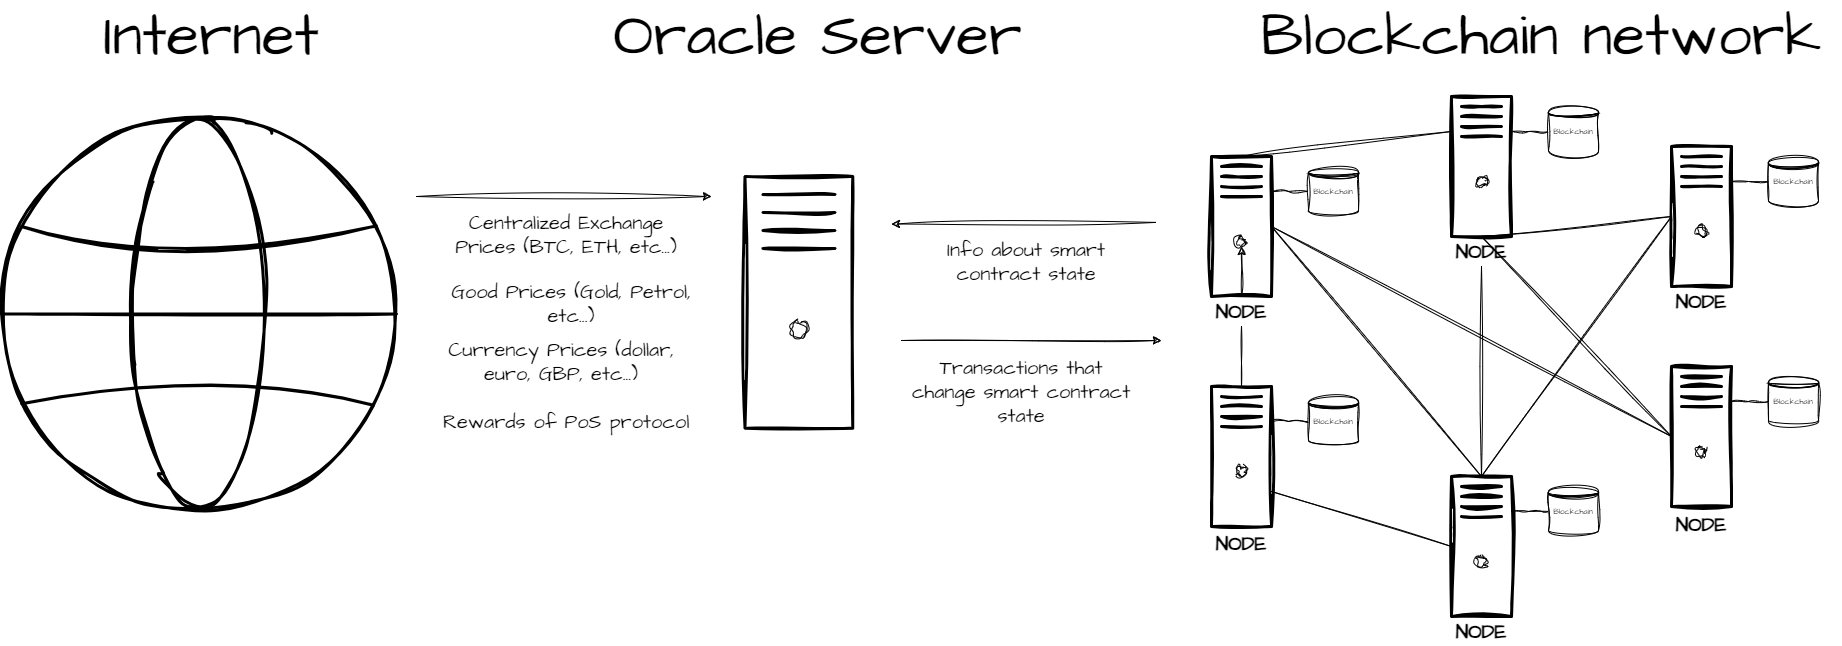 Internet
Oracle Server
Blockchain network
Centralized Exchange
Prices (BTC, ETH, etc...)
Good Prices (Gold, Petrol,
etc...)
Currency Prices (dollar,
euro, GBP, etc...)
Rewards of PoS protocol
Info about smart
contract state
Transactions that
change smart contract
state
Blockchain
NODE
Blockchain
NODE
Blockchain
NODE
Blockchain
NODE
Blockchain
NODE
Blockchain
NODE